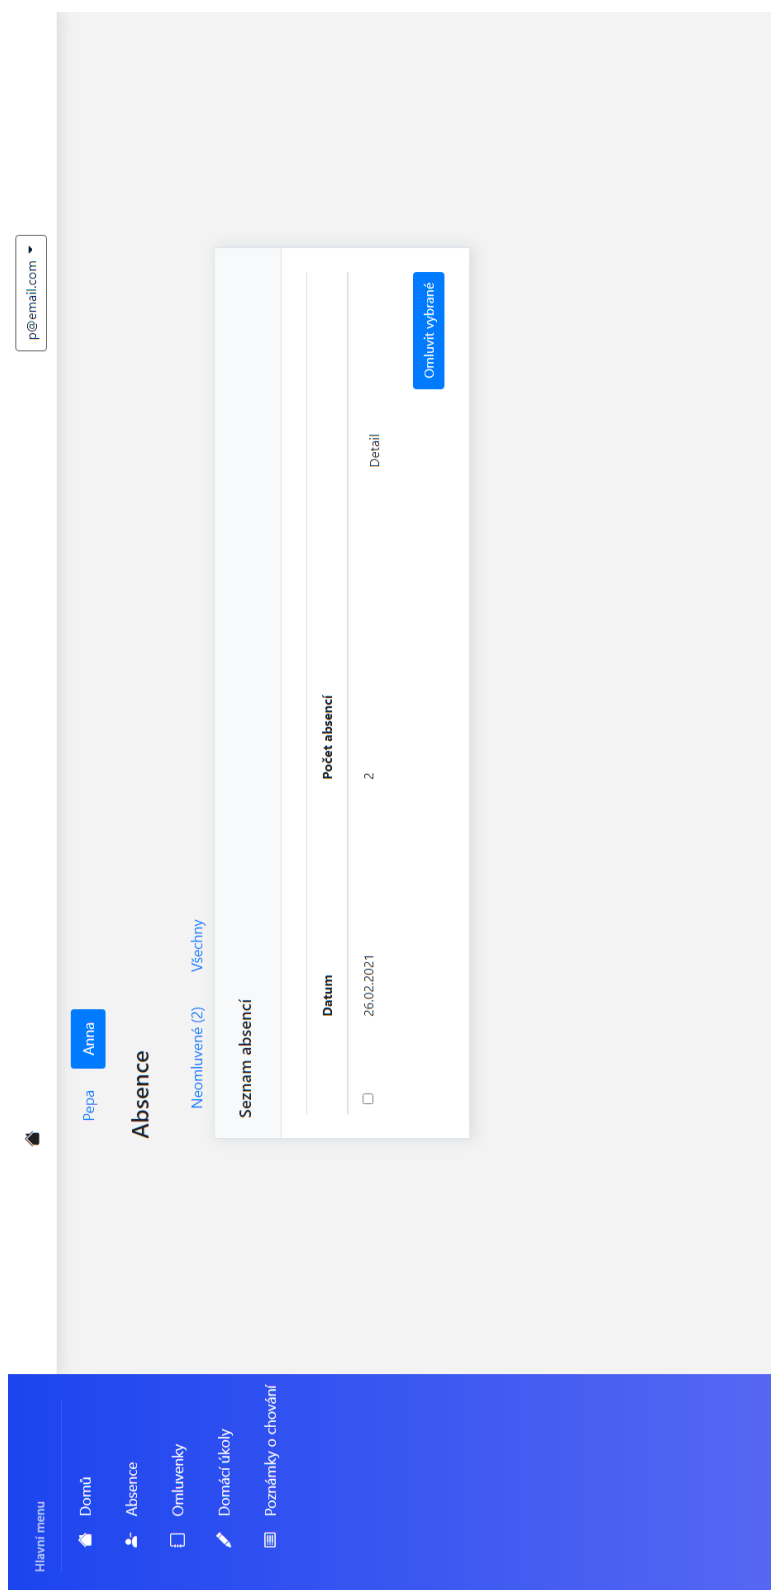 Hlavní menu
Domů
Absence
Omluvenky
Domácí úkoly
Poznámky o chování
p@email.com
Pepa Anna
Absence
Neomluvené (2) Všechny
Seznam absencí
Datum Počet absencí
26.02.2021 2 Detail
Omluvit vybrané